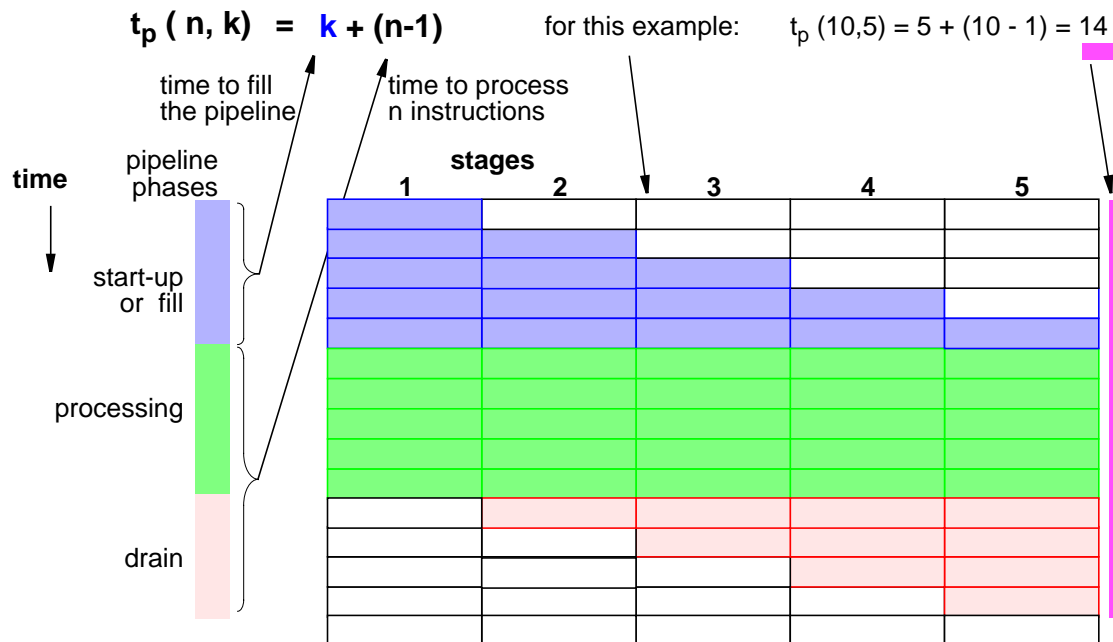 tp ( n, k) = k + (n-1)
for this example: tp (10,5) = 5 + (10 - 1) = 14
time to fill
the pipeline
time to process
n instructions
time
pipeline
phases
stages
1 2 3 4 5
start-up
or fill
processing
drain